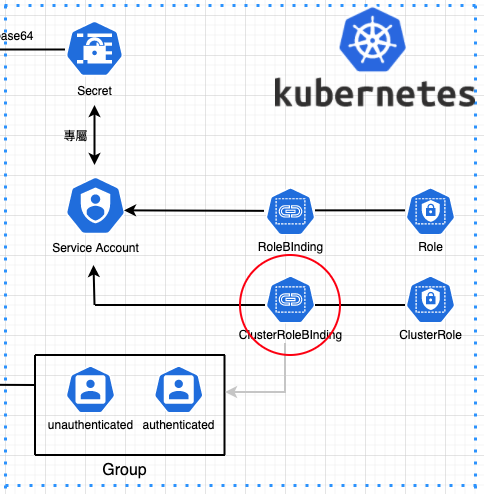 ase64
kubernetes
Secret
專屬
Service Account
RoleBInding
Role
ClusterRoleBInding
ClusterRole
unauthenticated
authenticated
Group